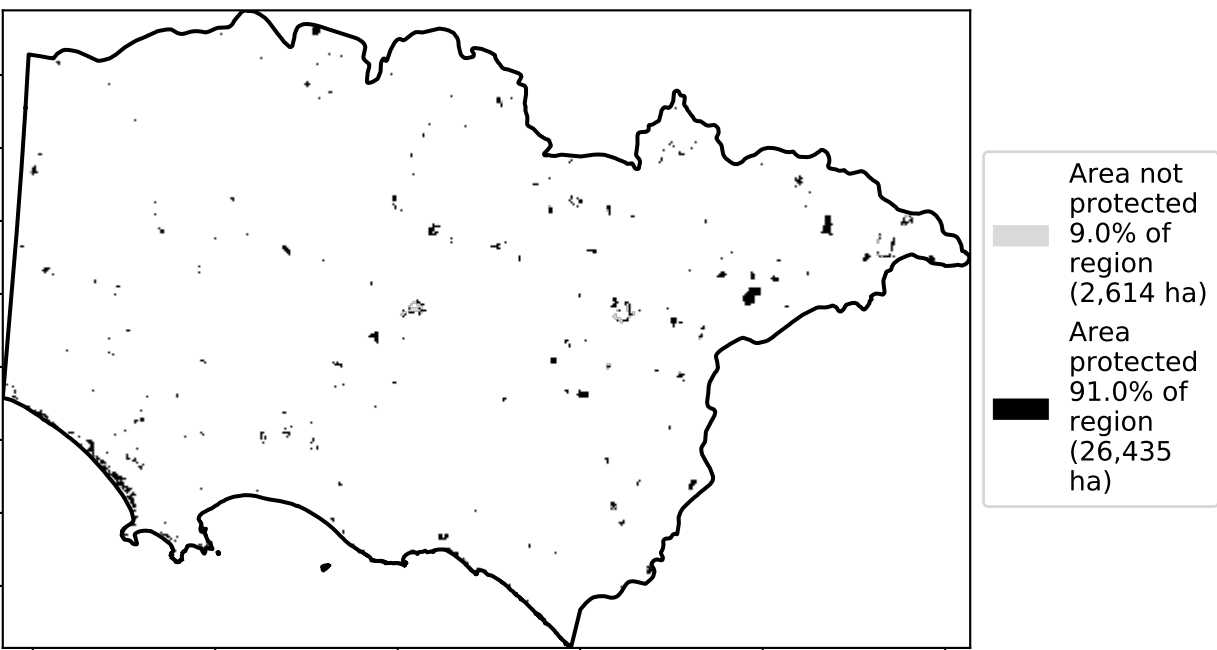 Area not
protected
9.0% of
region
(2,614 ha)
Area
protected
91.0% of
region
(26,435
ha)